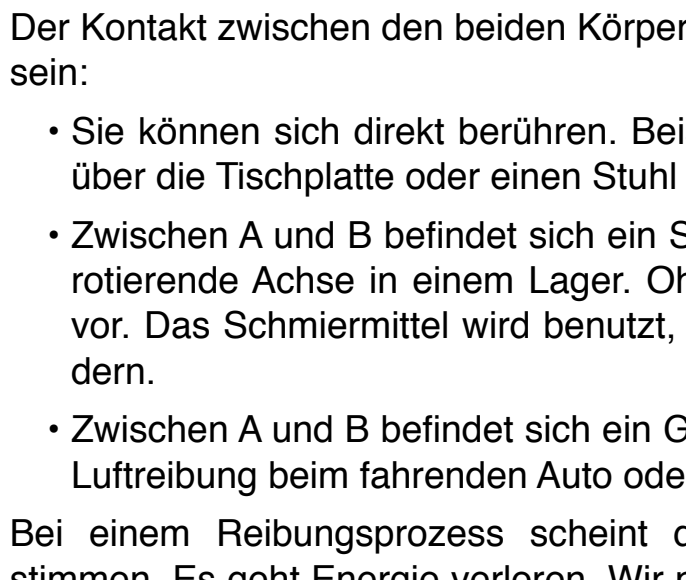 Der Kontakt zwischen den beiden Körper
sein:
• Sie können sich direkt berühren. Bei
über die Tischplatte oder einen Stuhl
• Zwischen A und B befindet sich ein S
rotierende Achse in einem Lager. Oh
vor. Das Schmiermittel wird benutzt,
dern.
• Zwischen A und B befindet sich ein G
Luftreibung beim fahrenden Auto ode
Bei einem Reibungsprozess scheint d
stimmen. Es geht Energie verloren. Wir